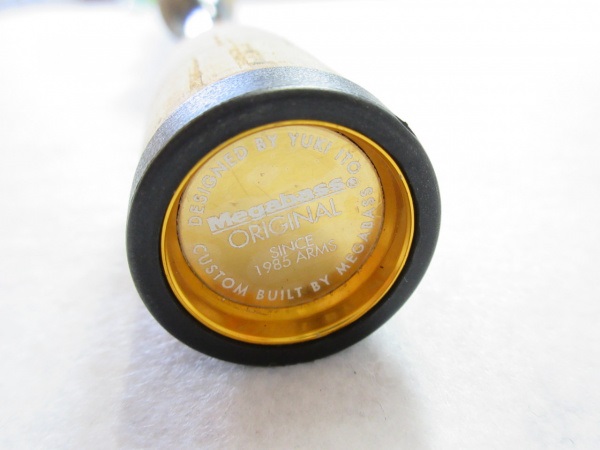 DESIGNED BY YUKI ITO®
Megabass
ORIGINAL
SINCE
1985 ARMS
CUSTOM BUILT BY MEGABASS